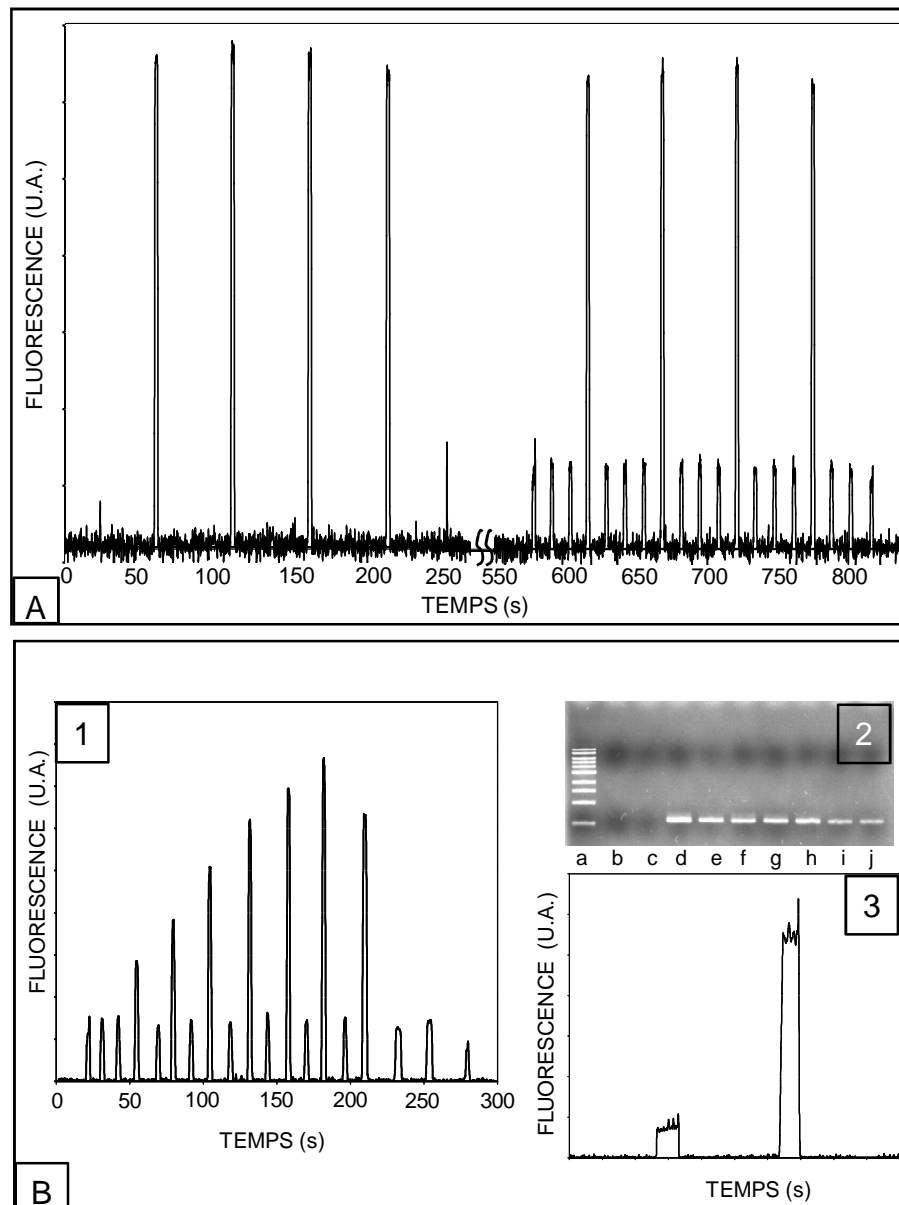 FLUORESCENCE (U.A.)
0 50 100 150 200 250 550 600 650 700 750 800
TEMPS (s)
A
1
FLUORESCENCE (U.A.)
0 50 100 150 200 250 300
TEMPS (s)
2
a b c d e f g h i j
3
FLUORESCENCE (U.A.)
TEMPS (s)
B